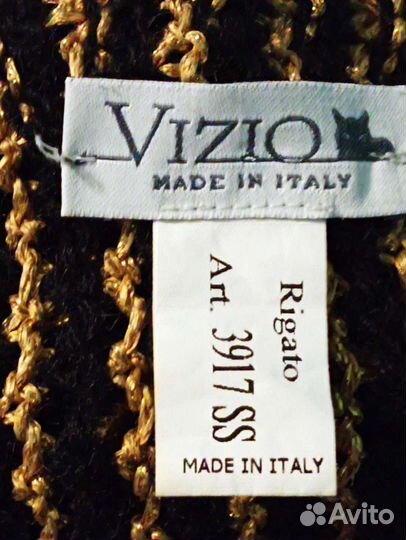 VIZIO
MADE IN ITALY
Rigato
Art. 3917 SS
MADE IN ITALY
Avito